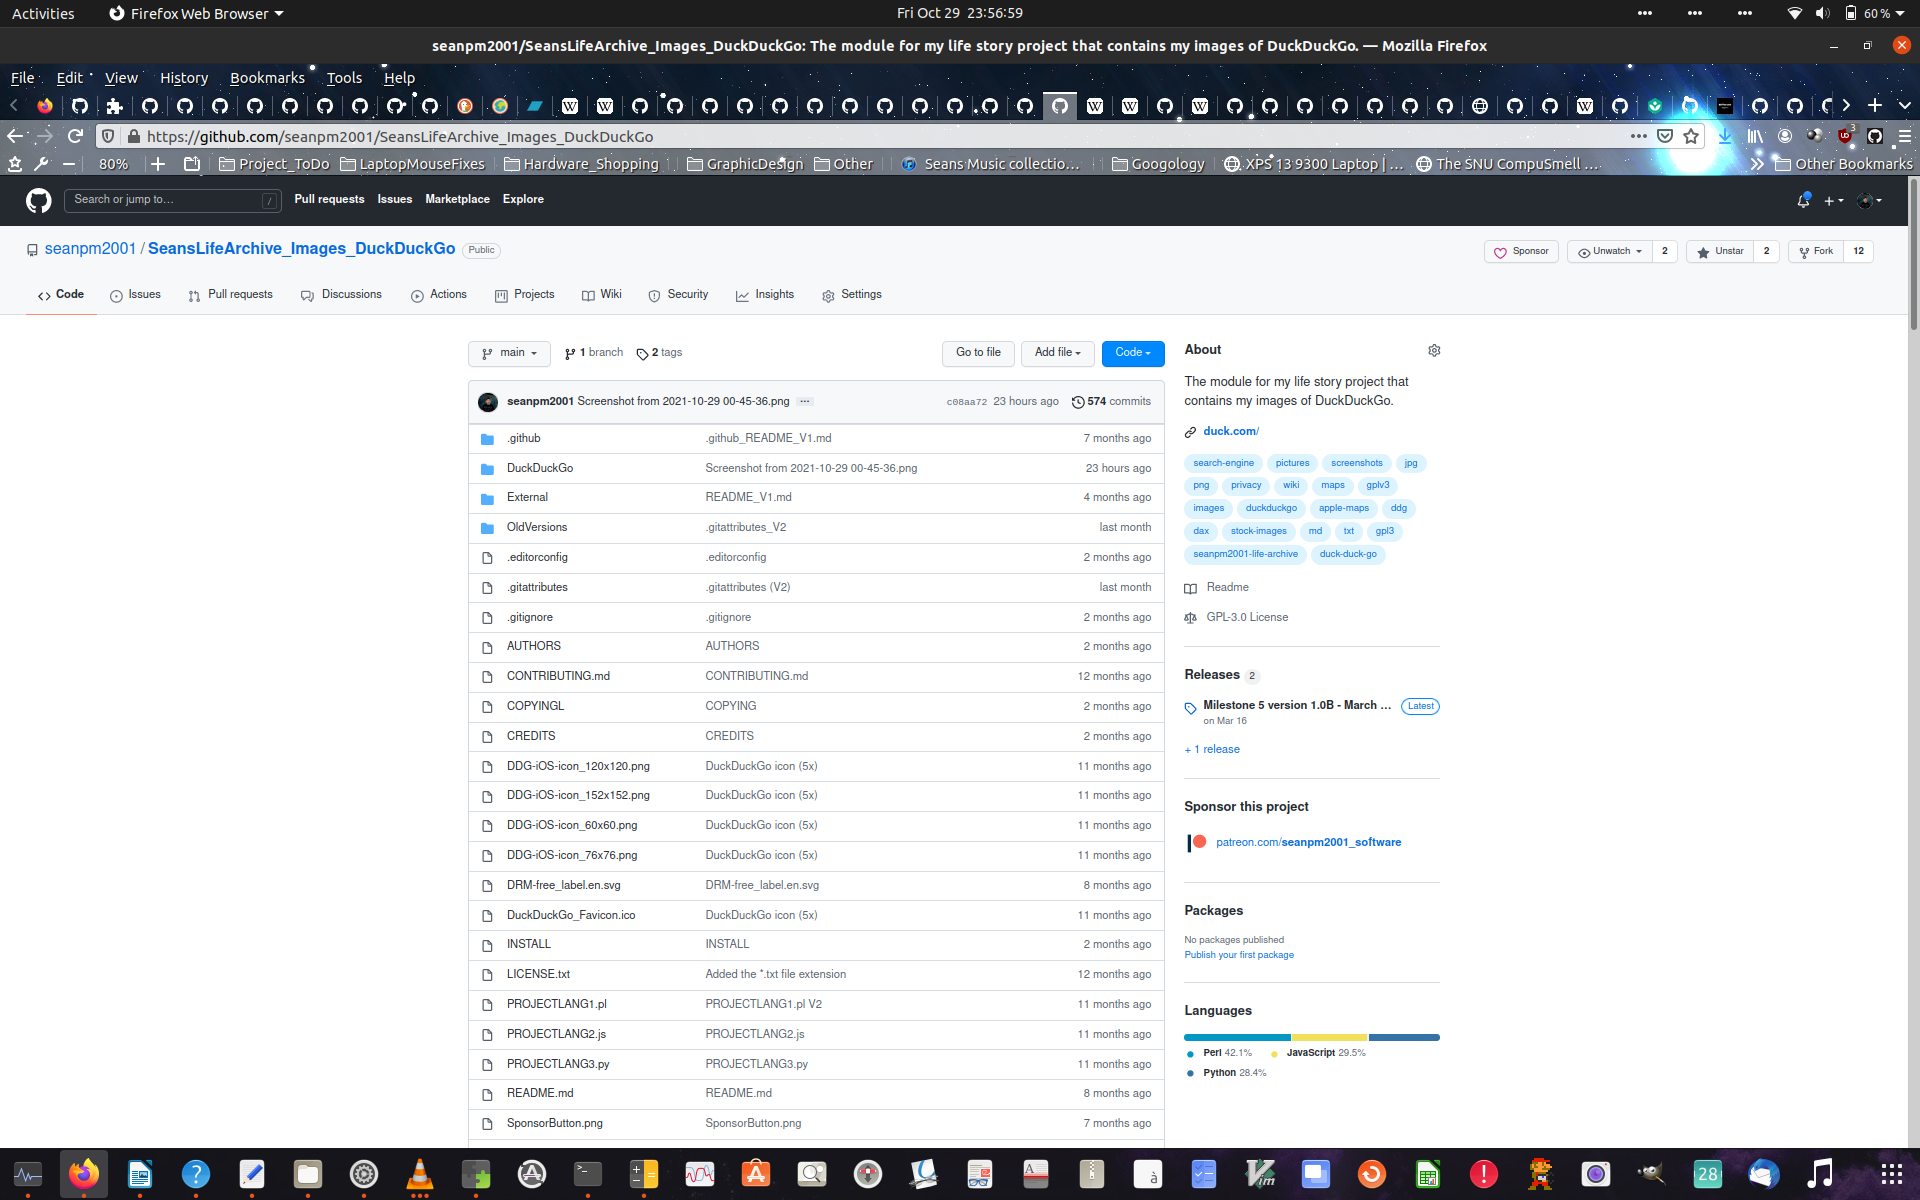 Activities Firefox Web Browser Fri Oct 29 23:56:59 60 %
seanpm2001/SeansLifeArchive_Images_DuckDuckGo: The module for my life story project that contains my images of DuckDuckGo. — Mozilla Firefox
File Edit View History Bookmarks Tools Help
https://github.com/seanpm2001/SeansLifeArchive_Images_DuckDuckGo 3
80% Project_ToDo LaptopMouseFixes Hardware_Shopping GraphicDesign Other Seans Music collectio… Googology XPS 13 9300 Laptop | … The SNU CompuSmell … Other Bookmarks
Search or jump to… / Pull requests Issues Marketplace Explore
seanpm2001 / SeansLifeArchive_Images_DuckDuckGo Public Sponsor Unwatch 2 Unstar 2 Fork 12
Code Issues Pull requests Discussions Actions Projects Wiki Security Insights Settings
main 1 branch 2 tags Go to file Add file Code
seanpm2001 Screenshot from 2021-10-29 00-45-36.png ... c08aa72 23 hours ago 574 commits
.github .github_README_V1.md 7 months ago
DuckDuckGo Screenshot from 2021-10-29 00-45-36.png 23 hours ago
External README_V1.md 4 months ago
OldVersions .gitattributes_V2 last month
.editorconfig .editorconfig 2 months ago
.gitattributes .gitattributes (V2) last month
.gitignore .gitignore 2 months ago
AUTHORS AUTHORS 2 months ago
CONTRIBUTING.md CONTRIBUTING.md 12 months ago
COPYINGL COPYING 2 months ago
CREDITS CREDITS 2 months ago
DDG-iOS-icon_120x120.png DuckDuckGo icon (5x) 11 months ago
DDG-iOS-icon_152x152.png DuckDuckGo icon (5x) 11 months ago
DDG-iOS-icon_60x60.png DuckDuckGo icon (5x) 11 months ago
DDG-iOS-icon_76x76.png DuckDuckGo icon (5x) 11 months ago
DRM-free_label.en.svg DRM-free_label.en.svg 8 months ago
DuckDuckGo_Favicon.ico DuckDuckGo icon (5x) 11 months ago
INSTALL INSTALL 2 months ago
LICENSE.txt Added the *.txt file extension 12 months ago
PROJECTLANG1.pl PROJECTLANG1.pl V2 11 months ago
PROJECTLANG2.js PROJECTLANG2.js 11 months ago
PROJECTLANG3.py PROJECTLANG3.py 11 months ago
README.md README.md 8 months ago
SponsorButton.png SponsorButton.png 7 months ago
About
The module for my life story project that
contains my images of DuckDuckGo.
duck.com/
search-engine pictures screenshots jpg
png privacy wiki maps gplv3
images duckduckgo apple-maps ddg
dax stock-images md txt gpl3
seanpm2001-life-archive duck-duck-go
Readme
GPL-3.0 License
Releases 2
Milestone 5 version 1.0B - March ... Latest
on Mar 16
+ 1 release
Sponsor this project
patreon.com/seanpm2001_software
Packages
No packages published
Publish your first package
Languages
Perl 42.1% JavaScript 29.5%
Python 28.4%
28